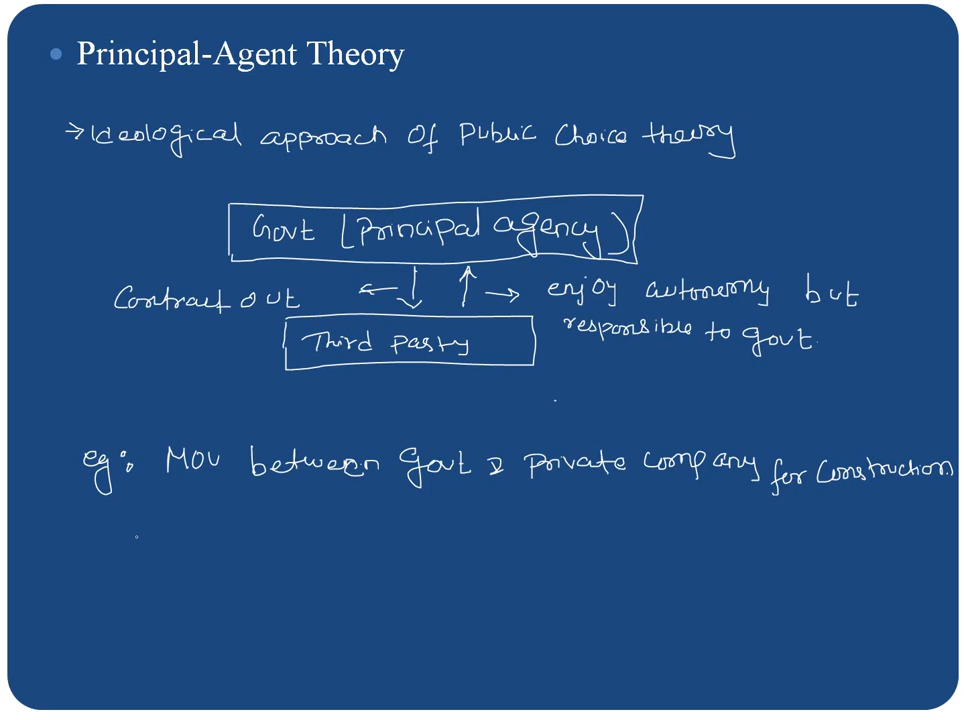 • Principal-Agent Theory
→ Ideological approach of Public Choice theory
Govt (Principal agency)
Contract out ← ↓ ↑ → enjoy autonomy but
responsible to govt.
Third party
eg: MOU between Govt & Private company for Construction